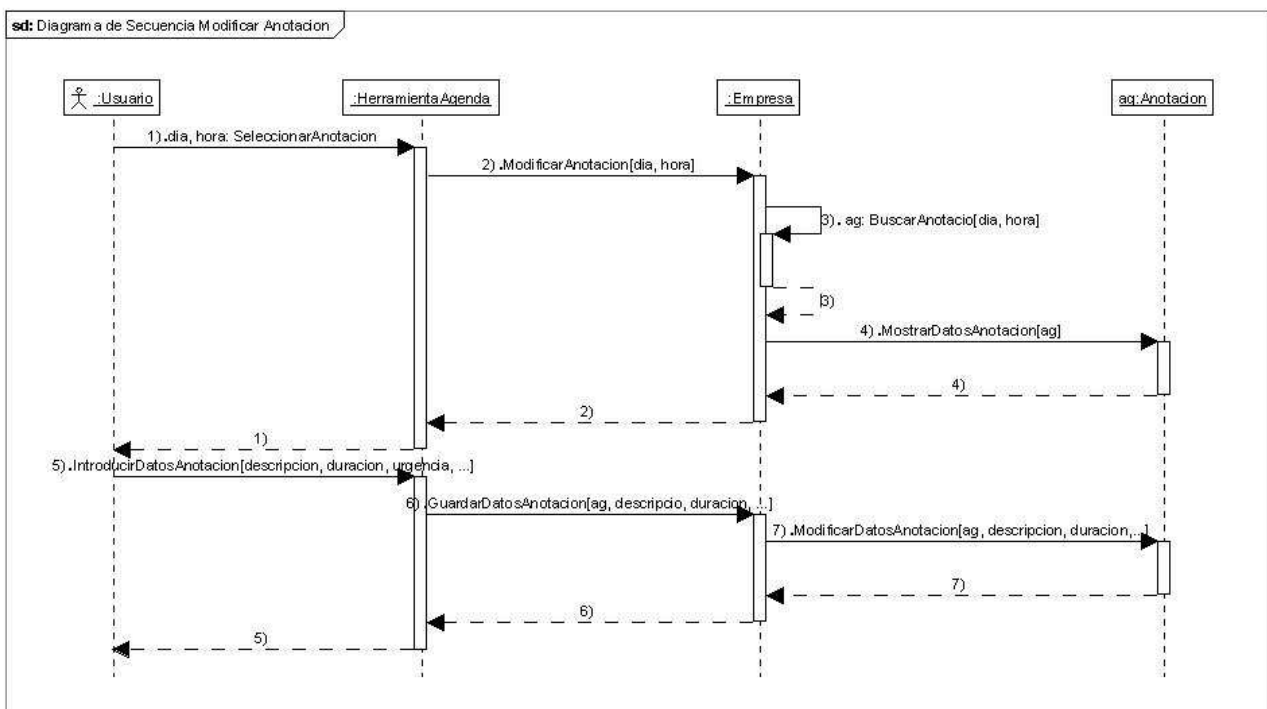 sd: Diagrama de Secuencia Modificar Anotacion
:Usuario
:HerramientaAgenda
:Empresa
ag:Anotacion
1).dia, hora: SeleccionarAnotacion
2).ModificarAnotacion[dia, hora]
3). ag: BuscarAnotacio[dia, hora]
3)
4).MostrarDatosAnotacion[ag]
4)
2)
1)
5).IntroducirDatosAnotacion[descripcion, duracion, urgencia, ...]
6).GuardarDatosAnotacion[ag, descripcio, duracion, ...]
7).ModificarDatosAnotacion[ag, descripcion, duracion,...]
7)
6)
5)